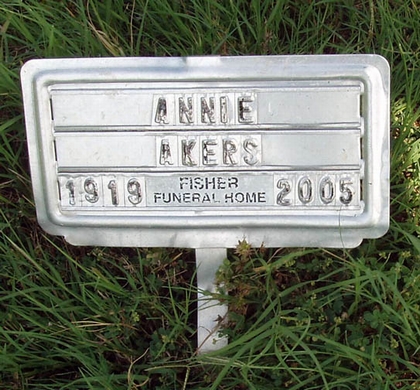 ANNIE
AKERS
1919 FISHER FUNERAL HOME 2005